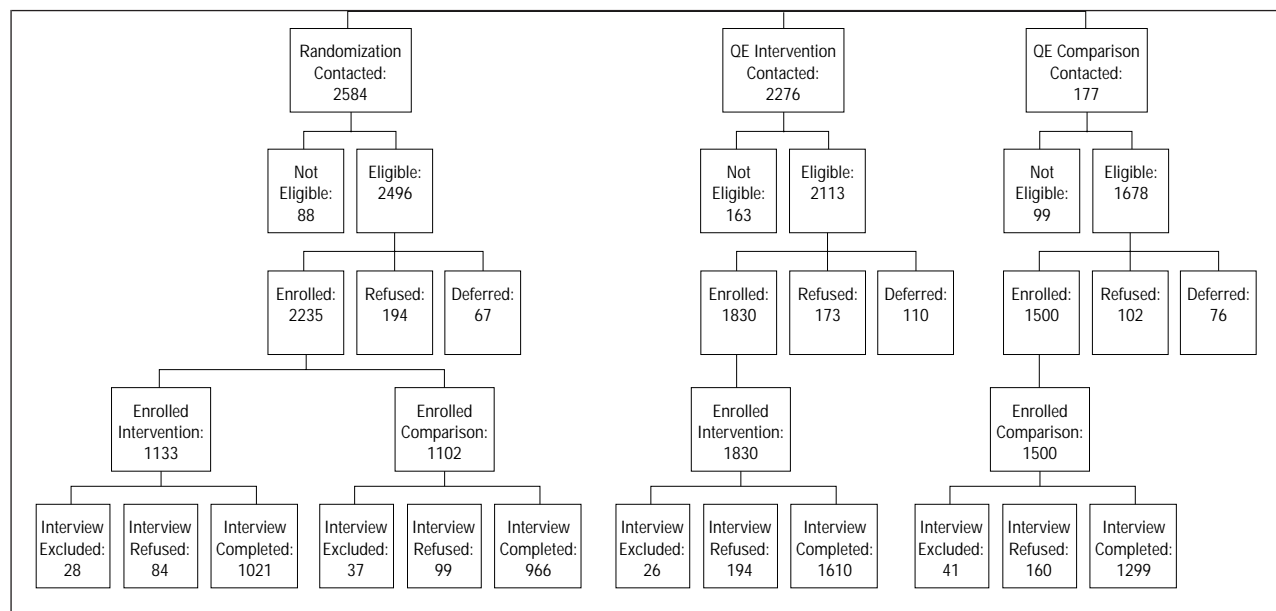 Randomization
Contacted:
2584
QE Intervention
Contacted:
2276
QE Comparison
Contacted:
177
Not
Eligible:
88
Eligible:
2496
Not
Eligible:
163
Eligible:
2113
Not
Eligible:
99
Eligible:
1678
Enrolled:
2235
Refused:
194
Deferred:
67
Enrolled:
1830
Refused:
173
Deferred:
110
Enrolled:
1500
Refused:
102
Deferred:
76
Enrolled
Intervention:
1133
Enrolled
Comparison:
1102
Enrolled
Intervention:
1830
Enrolled
Comparison:
1500
Interview
Excluded:
28
Interview
Refused:
84
Interview
Completed:
1021
Interview
Excluded:
37
Interview
Refused:
99
Interview
Completed:
966
Interview
Excluded:
26
Interview
Refused:
194
Interview
Completed:
1610
Interview
Excluded:
41
Interview
Refused:
160
Interview
Completed:
1299